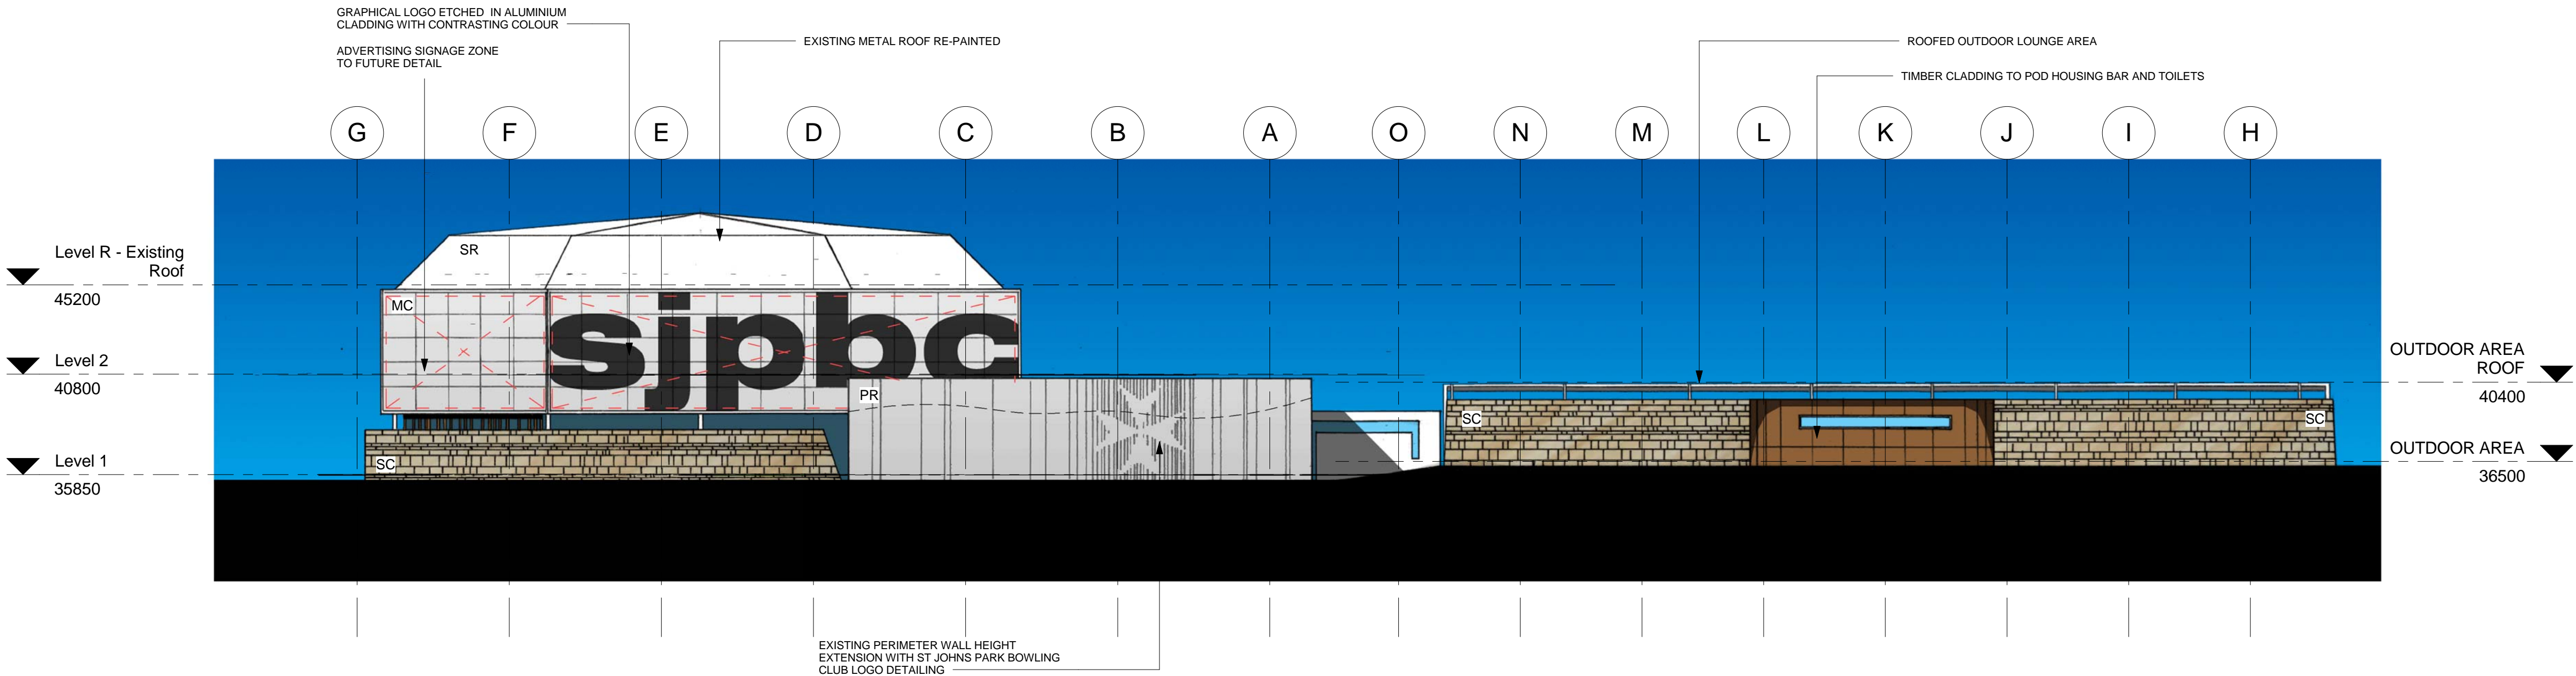 GRAPHICAL LOGO ETCHED IN ALUMINIUM
CLADDING WITH CONTRASTING COLOUR
ADVERTISING SIGNAGE ZONE
TO FUTURE DETAIL
EXISTING METAL ROOF RE-PAINTED
ROOFED OUTDOOR LOUNGE AREA
TIMBER CLADDING TO POD HOUSING BAR AND TOILETS
G F E D C B A O N M L K J I H
Level R - Existing
Roof
45200
SR
MC
sjpbc
Level 2
40800
PR
OUTDOOR AREA
ROOF
40400
SC
SC
Level 1
35850
SC
OUTDOOR AREA
36500
EXISTING PERIMETER WALL HEIGHT
EXTENSION WITH ST JOHNS PARK BOWLING
CLUB LOGO DETAILING